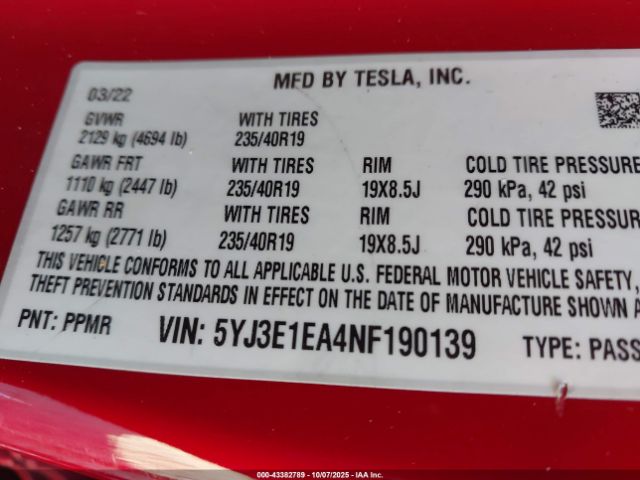 MFD BY TESLA, INC.
03/22
GVWR WITH TIRES
2129 kg (4694 lb) 235/40R19
GAWR FRT WITH TIRES RIM COLD TIRE PRESSURE
1110 kg (2447 lb) 235/40R19 19X8.5J 290 kPa, 42 psi
GAWR RR WITH TIRES RIM COLD TIRE PRESSUR
1257 kg (2771 lb) 235/40R19 19X8.5J 290 kPa, 42 psi
THIS VEHICLE CONFORMS TO ALL APPLICABLE U.S. FEDERAL MOTOR VEHICLE SAFETY,
THEFT PREVENTION STANDARDS IN EFFECT ON THE DATE OF MANUFACTURE SHOWN A
PNT: PPMR VIN: 5YJ3E1EA4NF190139 TYPE: PASS
000-43382789 - 10/07/2025 - IAA Inc.